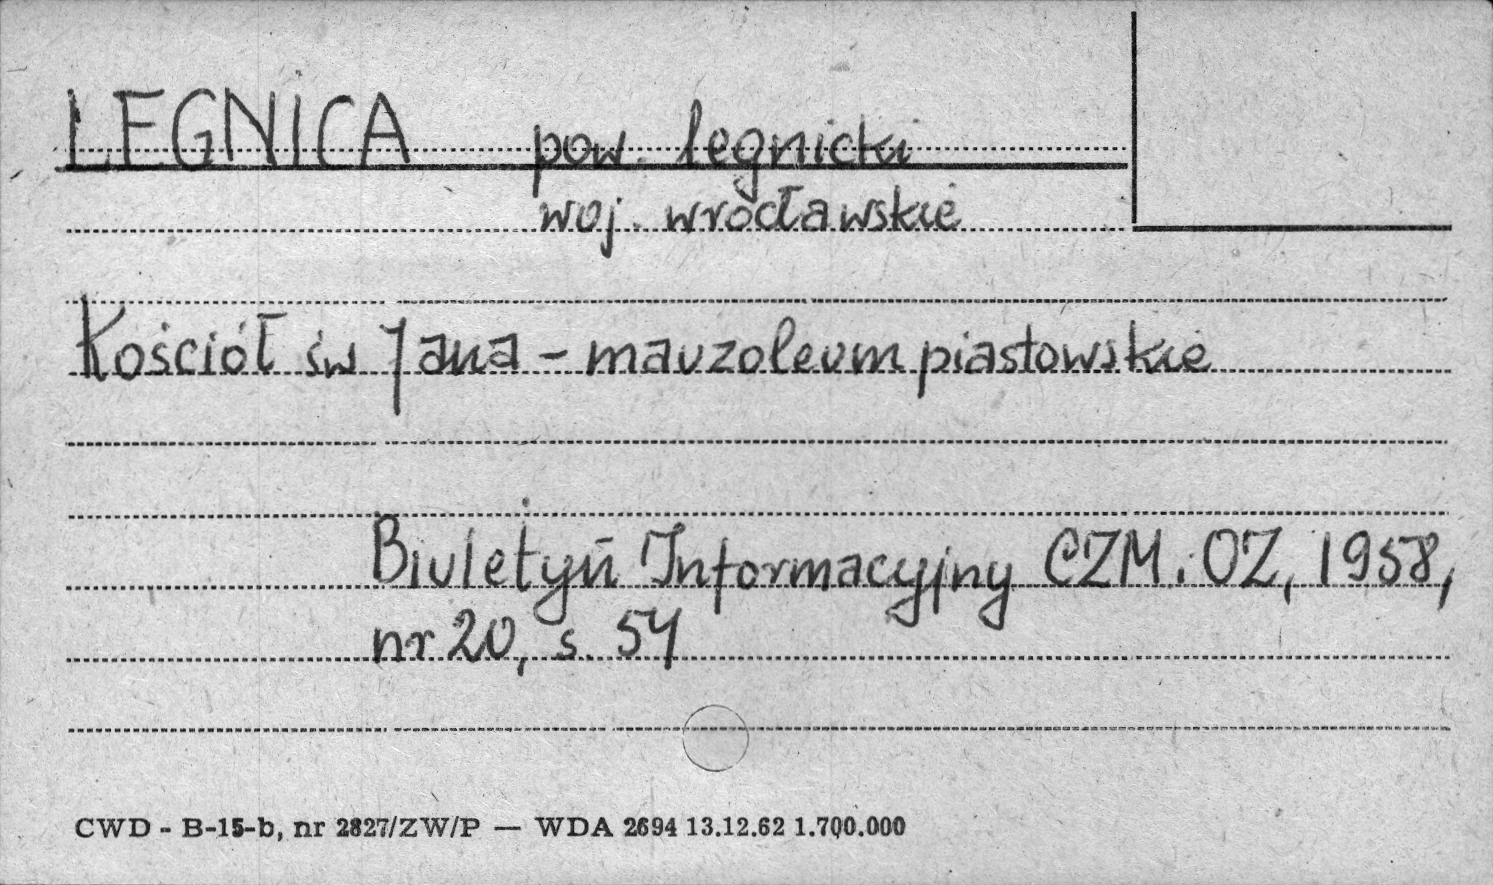 LEGNICA pow. legnicki
woj. wrocławskie
Kościół św Jana - mauzoleum piastowskie
Biuletyń Informacyjny CZM i OZ, 1958,
nr 20, s. 54
CWD - B-15-b, nr 2827/ZW/P — WDA 2694 13.12.62 1.700.000